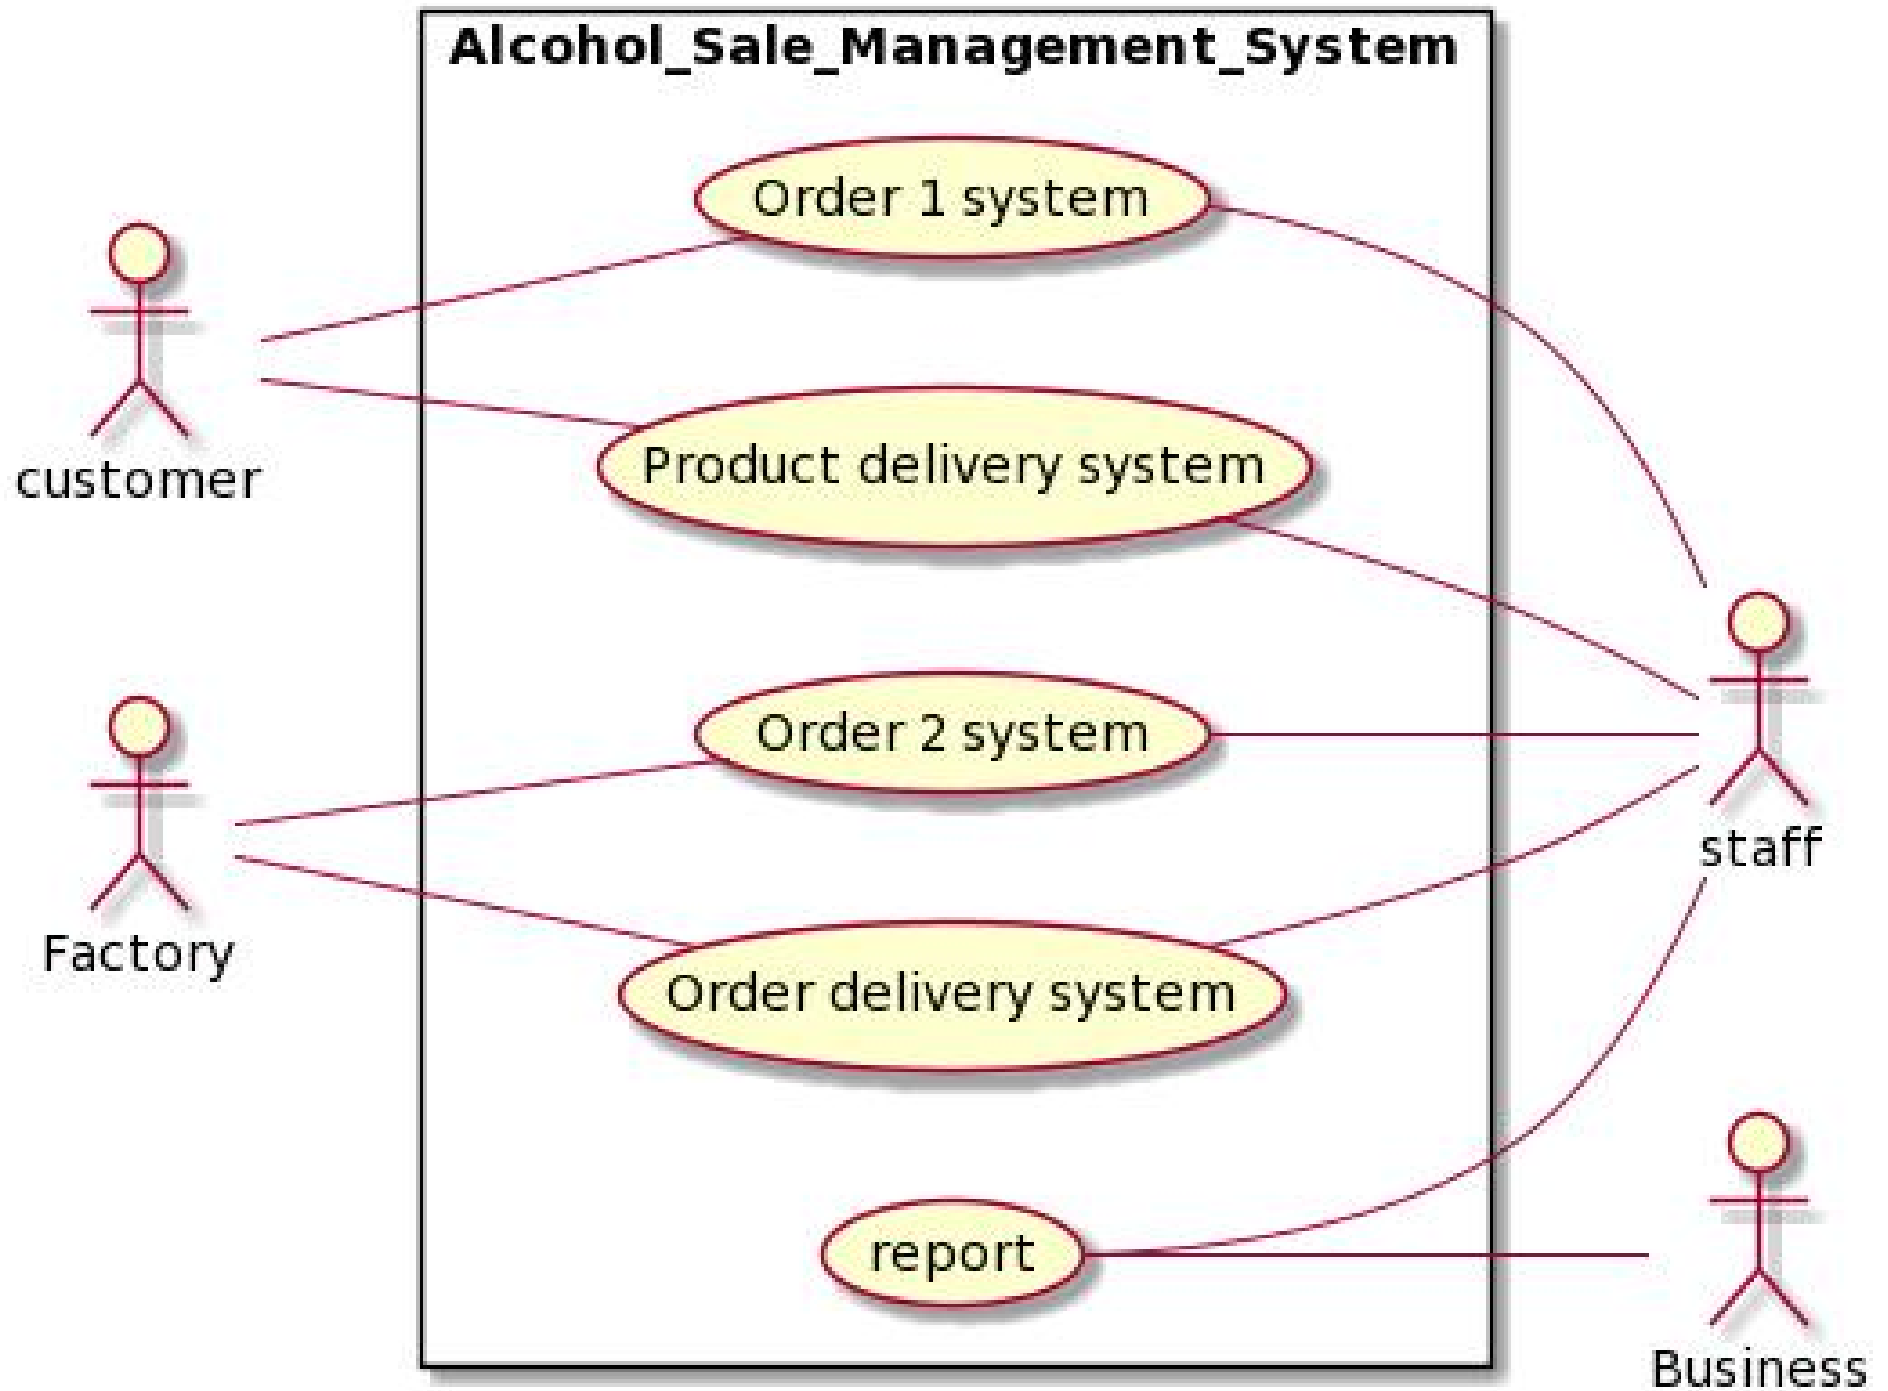 Alcohol_Sale_Management_System
Order 1 system
customer
Product delivery system
Order 2 system
staff
Factory
Order delivery system
report
Business